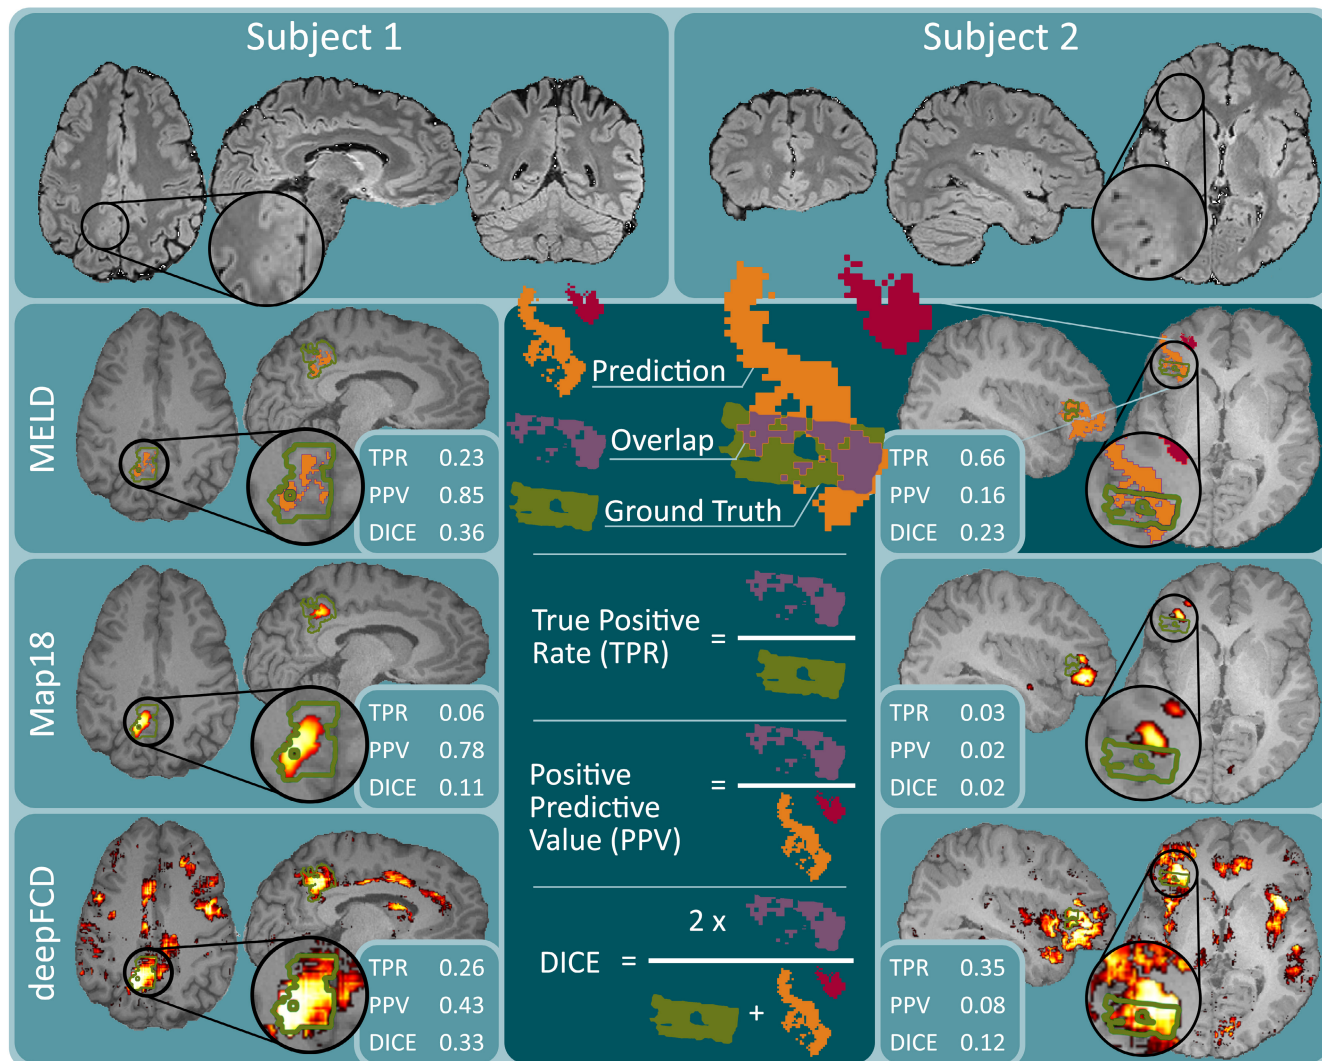 Subject 1
Subject 2
MELD
TPR 0.23
PPV 0.85
DICE 0.36
Prediction
Overlap
Ground Truth
TPR 0.66
PPV 0.16
DICE 0.23
Map18
TPR 0.06
PPV 0.78
DICE 0.11
True Positive
Rate (TPR)
=
TPR 0.03
PPV 0.02
DICE 0.02
Positive
Predictive
Value (PPV)
=
deepFCD
TPR 0.26
PPV 0.43
DICE 0.33
2 x
DICE =
+
TPR 0.35
PPV 0.08
DICE 0.12